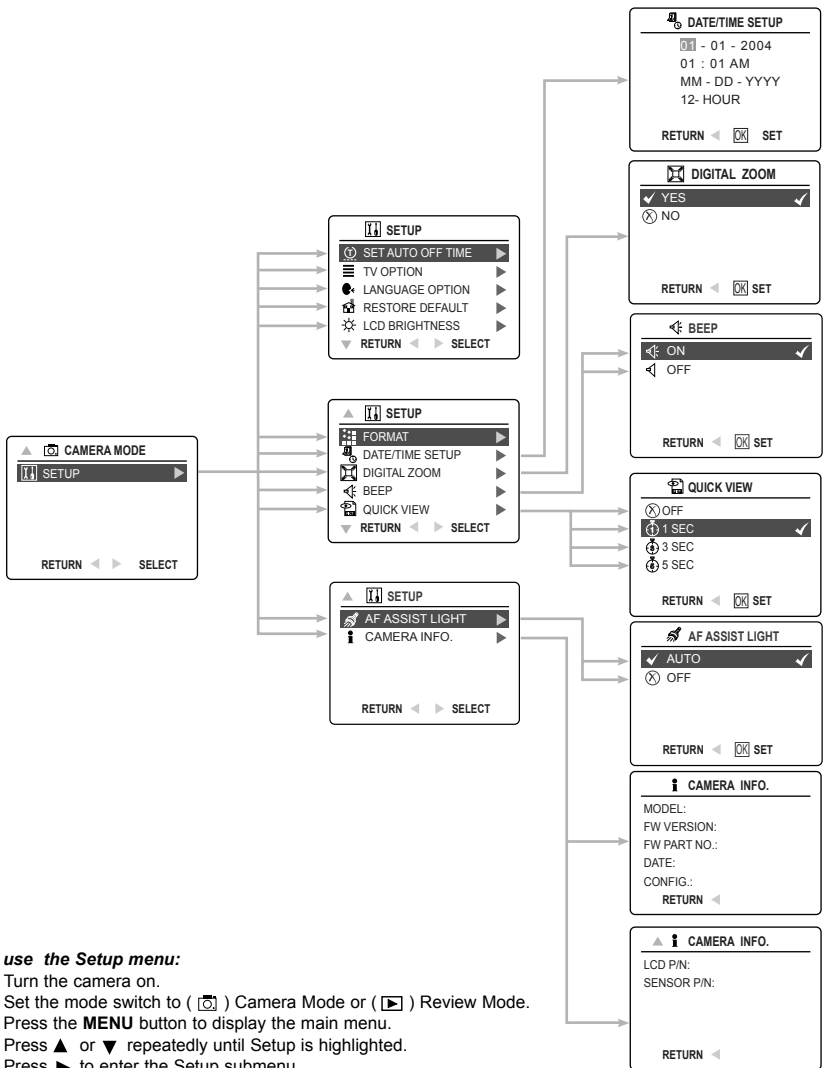 CAMERA MODE
SETUP
RETURN SELECT
SETUP
SET AUTO OFF TIME
TV OPTION
LANGUAGE OPTION
RESTORE DEFAULT
LCD BRIGHTNESS
RETURN SELECT
SETUP
FORMAT
DATE/TIME SETUP
DIGITAL ZOOM
BEEP
QUICK VIEW
RETURN SELECT
SETUP
AF ASSIST LIGHT
CAMERA INFO.
RETURN SELECT
DATE/TIME SETUP
01 - 01 - 2004
01 : 01 AM
MM - DD - YYYY
12- HOUR
RETURN OK SET
DIGITAL ZOOM
YES
NO
RETURN OK SET
BEEP
ON
OFF
RETURN OK SET
QUICK VIEW
OFF
1 SEC
3 SEC
5 SEC
RETURN OK SET
AF ASSIST LIGHT
AUTO
OFF
RETURN OK SET
CAMERA INFO.
MODEL:
FW VERSION:
FW PART NO.:
DATE:
CONFIG.:
RETURN
CAMERA INFO.
LCD P/N:
SENSOR P/N:
RETURN
use the Setup menu:
Turn the camera on.
Set the mode switch to ( ) Camera Mode or ( ) Review Mode.
Press the MENU button to display the main menu.
Press ▲ or ▼ repeatedly until Setup is highlighted.
Press ▶ to enter the Setup submenu